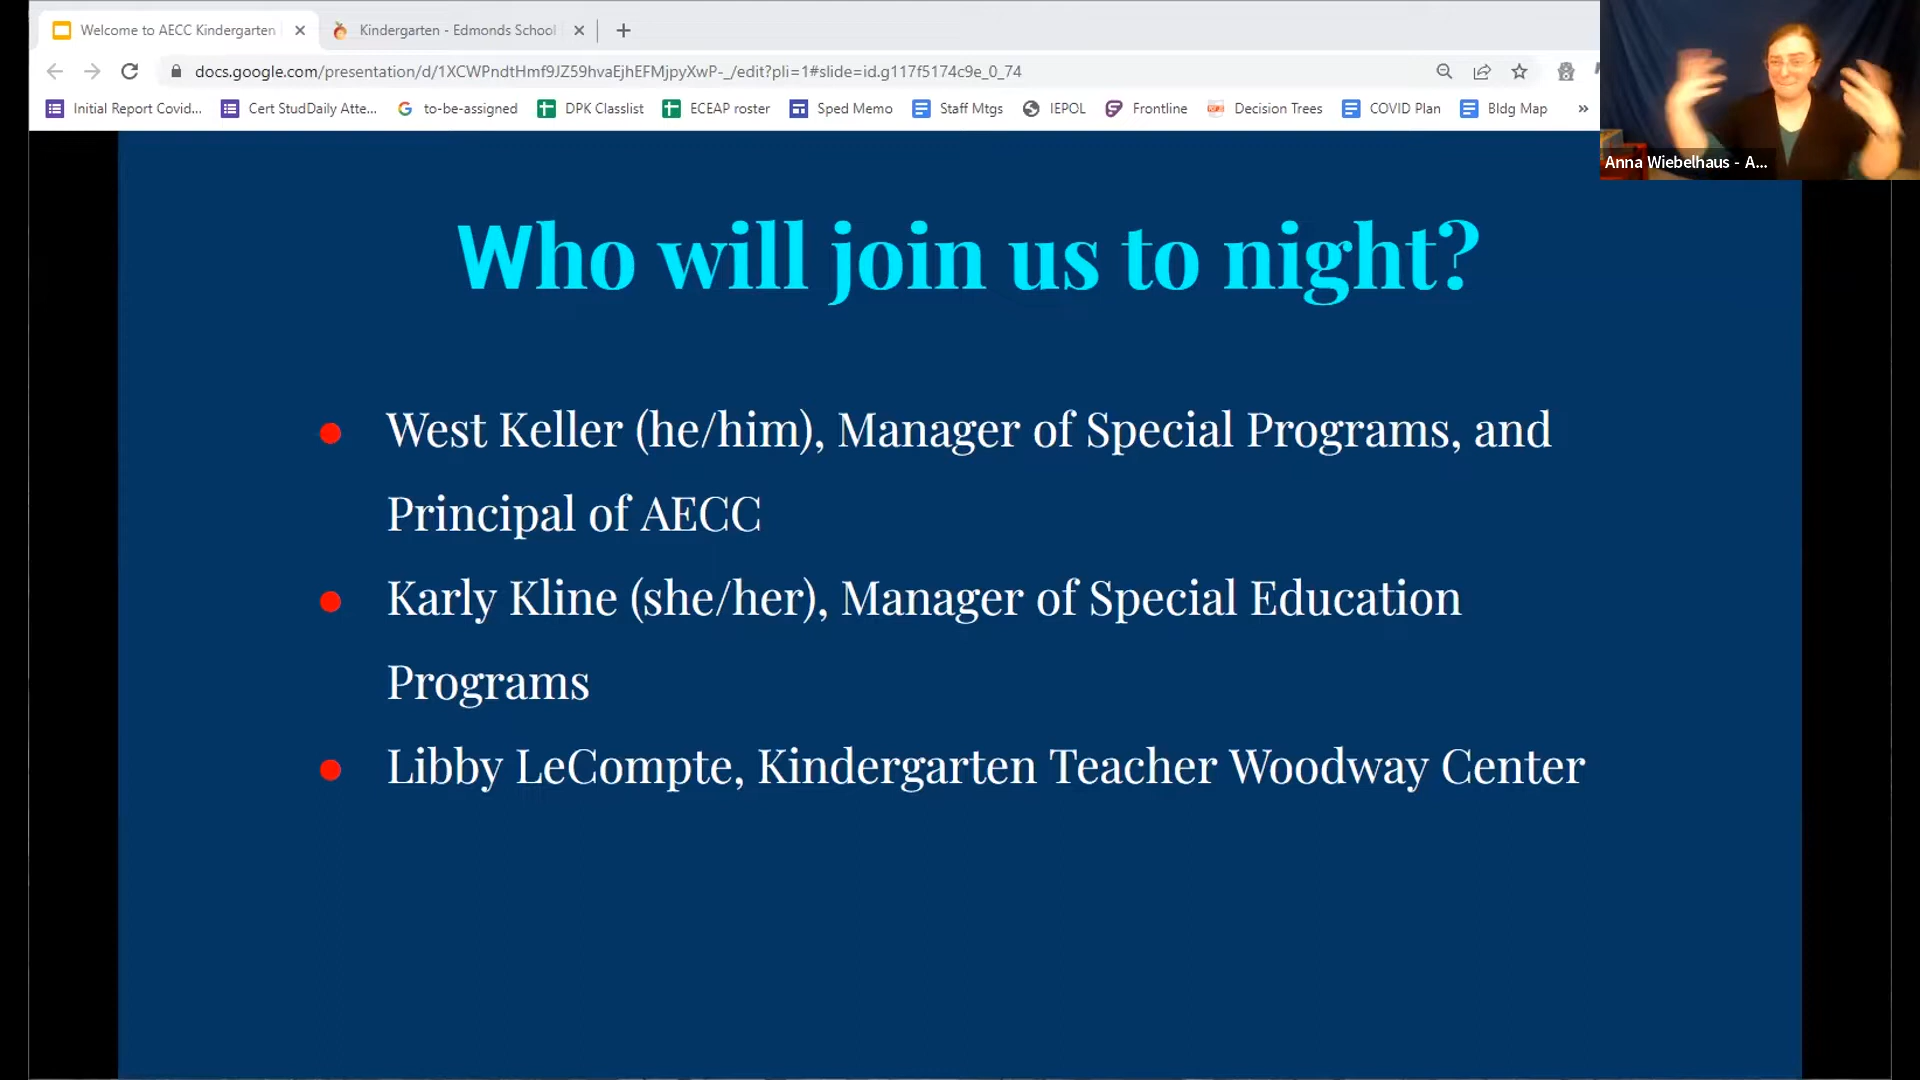 Welcome to AECC Kindergarten
Kindergarten - Edmonds School
docs.google.com/presentation/d/1XCWPndtHmf9JZ59hvaEjhEFMjpyXwP-_/edit?pli=1#slide=id.g117f5174c9e_0_74
Initial Report Covid... Cert StudDaily Atte... to-be-assigned DPK Classlist ECEAP roster Sped Memo Staff Mtgs IEPOL Frontline Decision Trees COVID Plan Bldg Map »
Anna Wiebelhaus - A...
Who will join us to night?
● West Keller (he/him), Manager of Special Programs, and
Principal of AECC
● Karly Kline (she/her), Manager of Special Education
Programs
● Libby LeCompte, Kindergarten Teacher Woodway Center